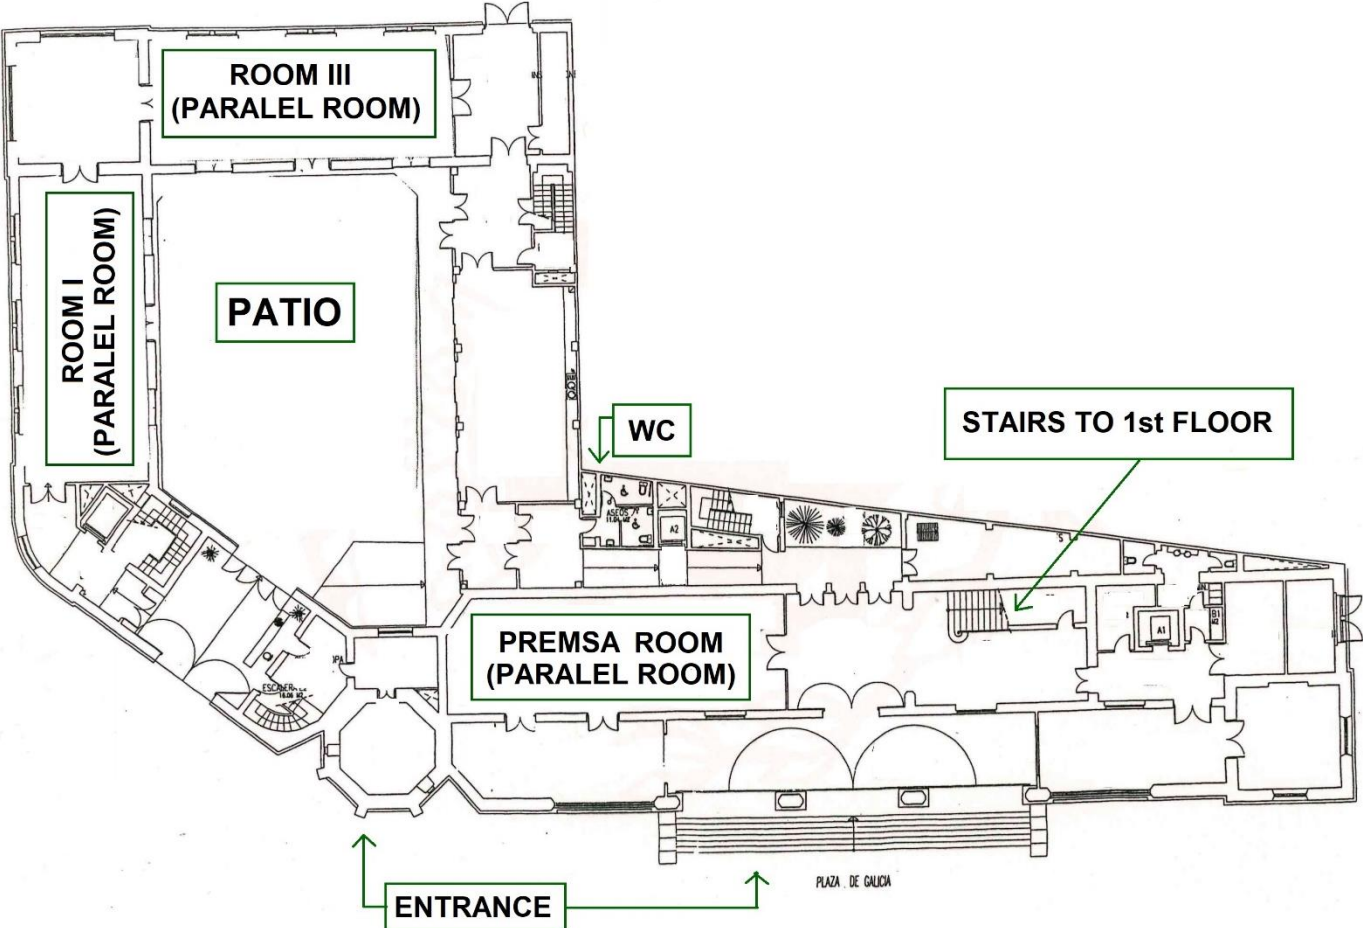 ROOM III
(PARALEL ROOM)
ROOM I
(PARALEL ROOM)
PATIO
WC
STAIRS TO 1st FLOOR
ASEOS
A2
S
PREMSA ROOM
(PARALEL ROOM)
A1
B1
ESCALERA
PLAZA DE GALICIA
ENTRANCE